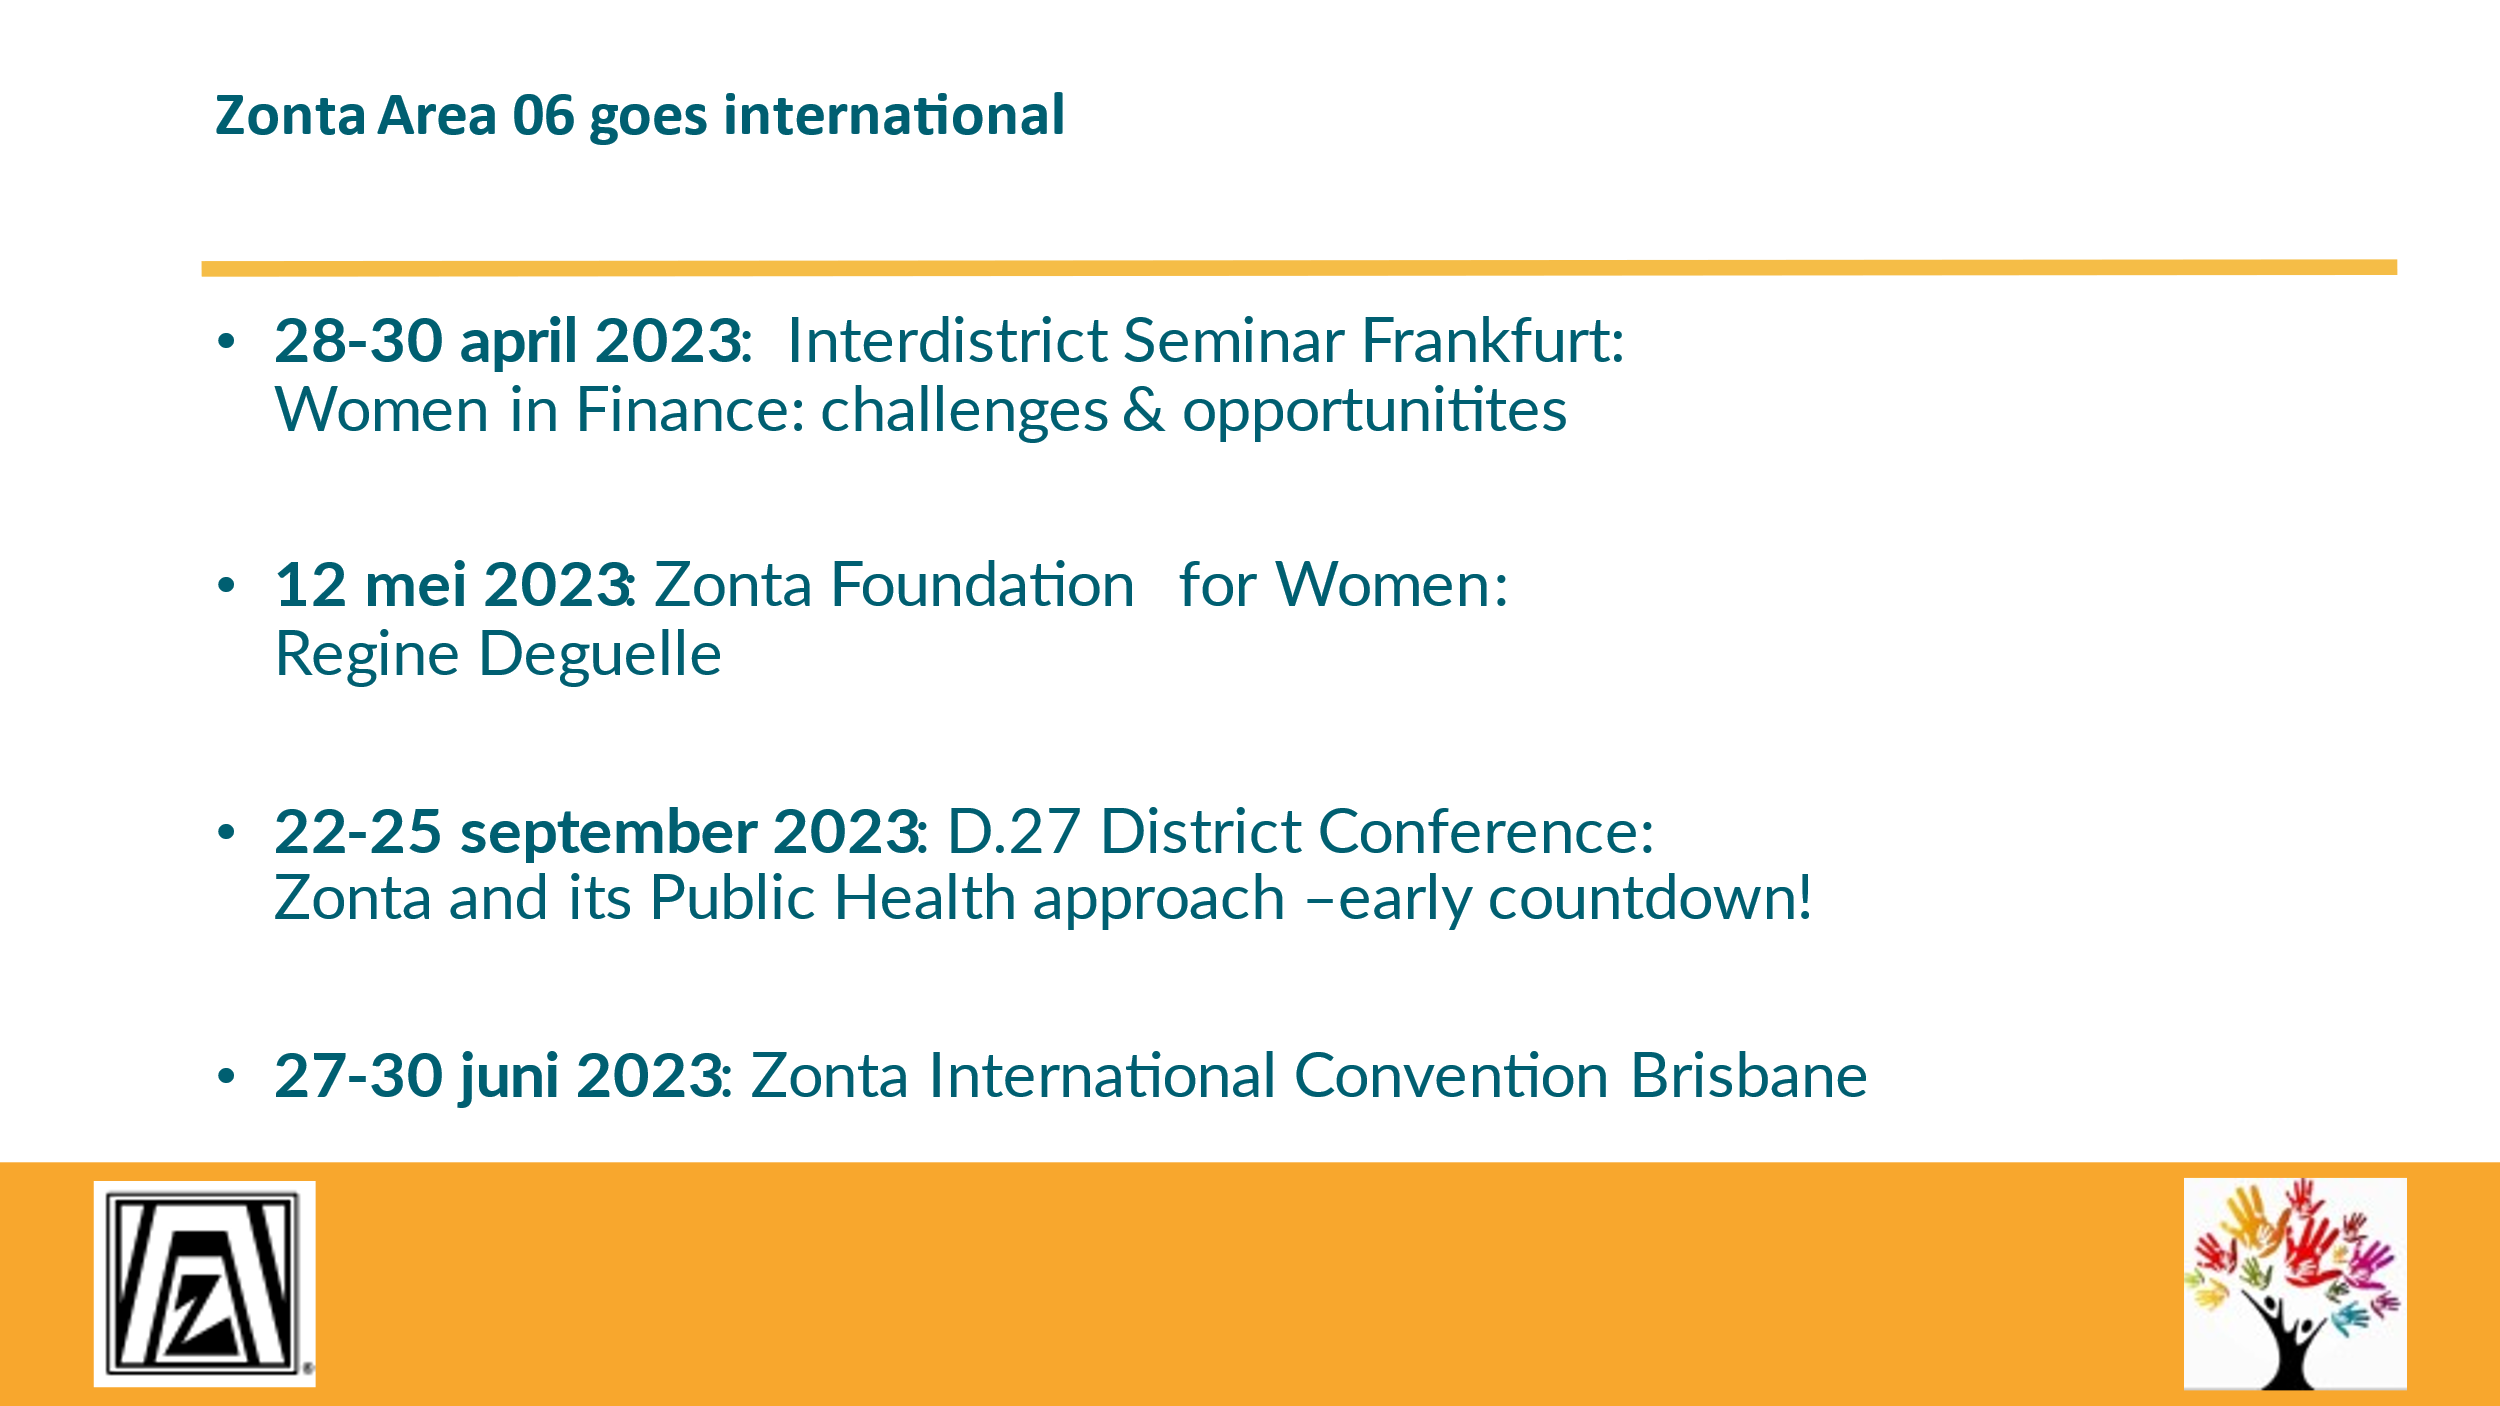 Zonta Area 06 goes international
• 28-30 april 2023: Interdistrict Seminar Frankfurt:
Women in Finance: challenges & opportunitites
• 12 mei 2023: Zonta Foundation for Women:
Regine Deguelle
• 22-25 september 2023: D.27 District Conference:
Zonta and its Public Health approach –early countdown!
• 27-30 juni 2023: Zonta International Convention Brisbane